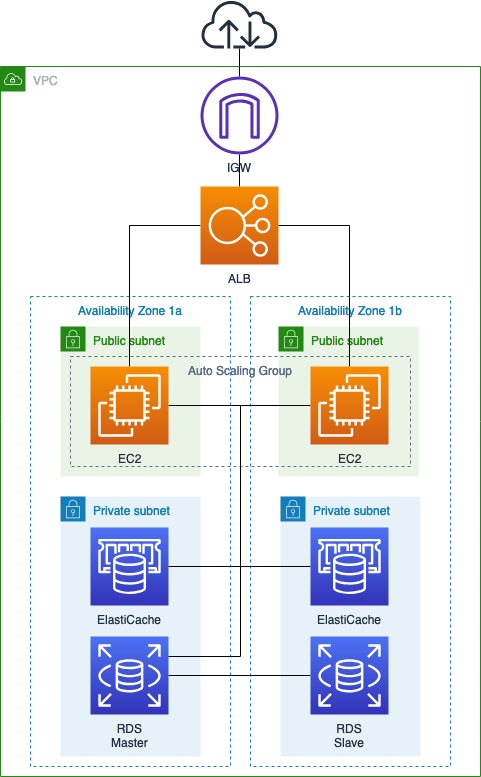 VPC
IGW
ALB
Availability Zone 1a
Availability Zone 1b
Public subnet
Public subnet
Auto Scaling Group
EC2
EC2
Private subnet
Private subnet
ElastiCache
ElastiCache
RDS
Master
RDS
Slave